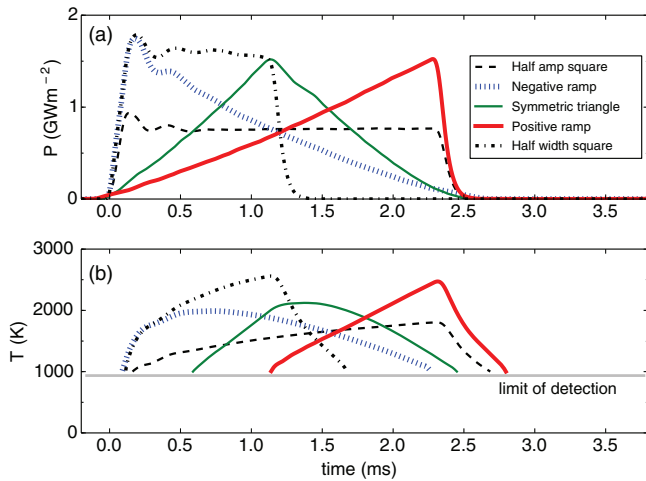 (a)
P (GWm⁻²)
2
1
0
Half amp square
Negative ramp
Symmetric triangle
Positive ramp
Half width square
0.0 0.5 1.0 1.5 2.0 2.5 3.0 3.5
(b)
T (K)
3000
2000
1000
0
limit of detection
0.0 0.5 1.0 1.5 2.0 2.5 3.0 3.5
time (ms)